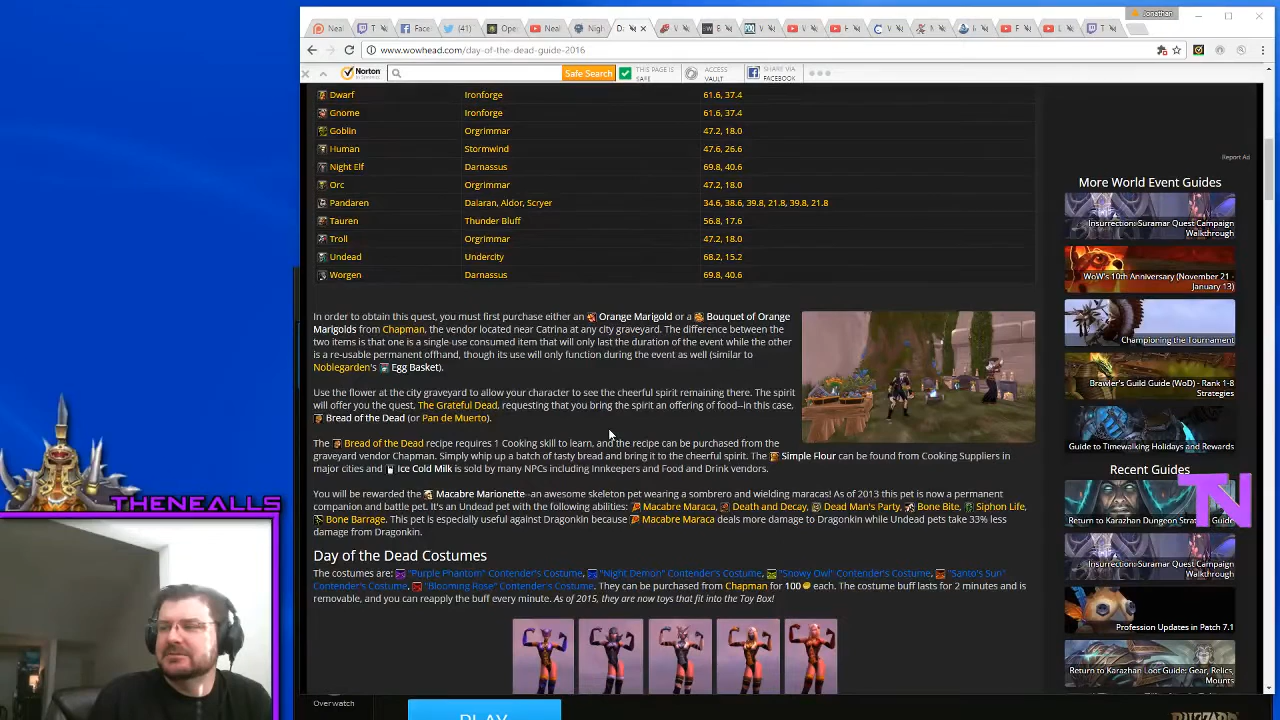 Jonathan
Nea
T
Face
(41)
Ope
Nea
Nigh
D:
V
www.wowhead.com/day-of-the-dead-guide-2016
Norton
Safe Search
THIS PAGE IS SAFE
ACCESS VAULT
SHARE VIA FACEBOOK
Dwarf Ironforge 61.6, 37.4
Gnome Ironforge 61.6, 37.4
Goblin Orgrimmar 47.2, 18.0
Human Stormwind 47.6, 26.6
Night Elf Darnassus 69.8, 40.6
Orc Orgrimmar 47.2, 18.0
Pandaren Dalaran, Aldor, Scryer 34.6, 38.6, 39.8, 21.8, 39.8, 21.8
Tauren Thunder Bluff 56.8, 17.6
Troll Orgrimmar 47.2, 18.0
Undead Undercity 68.2, 15.2
Worgen Darnassus 69.8, 40.6
In order to obtain this quest, you must first purchase either an Orange Marigold or a Bouquet of Orange
Marigolds from Chapman, the vendor located near Catrina at any city graveyard. The difference between the
two items is that one is a single-use consumed item that will only last the duration of the event while the other
is a re-usable permanent offhand, though its use will only function during the event as well (similar to
Noblegarden's Egg Basket).
Use the flower at the city graveyard to allow your character to see the cheerful spirit remaining there. The spirit
will offer you the quest, The Grateful Dead, requesting that you bring the spirit an offering of food--in this case,
Bread of the Dead (or Pan de Muerto).
The Bread of the Dead recipe requires 1 Cooking skill to learn, and the recipe can be purchased from the
graveyard vendor Chapman. Simply whip up a batch of tasty bread and bring it to the cheerful spirit. The Simple Flour can be found from Cooking Suppliers in
major cities and Ice Cold Milk is sold by many NPCs including Innkeepers and Food and Drink vendors.
You will be rewarded the Macabre Marionette--an awesome skeleton pet wearing a sombrero and wielding maracas! As of 2013 this pet is now a permanent
companion and battle pet. It's an Undead pet with the following abilities: Macabre Maraca, Death and Decay, Dead Man's Party, Bone Bite, Siphon Life,
Bone Barrage. This pet is especially useful against Dragonkin because Macabre Maraca deals more damage to Dragonkin while Undead pets take 33% less
damage from Dragonkin.
Day of the Dead Costumes
The costumes are: "Purple Phantom" Contender's Costume, "Night Demon" Contender's Costume, "Snowy Owl" Contender's Costume, "Santo's Sun"
Contender's Costume, "Blooming Rose" Contender's Costume. They can be purchased from Chapman for 100 each. The costume buff lasts for 2 minutes and is
removable, and you can reapply the buff every minute. As of 2015, they are now toys that fit into the Toy Box!
Report Ad
More World Event Guides
Insurrection: Suramar Quest Campaign
Walkthrough
WoW's 10th Anniversary (November 21 -
January 13)
Championing the Tournament
Brawler's Guild Guide (WoD) - Rank 1-8
Strategies
Guide to Timewalking Holidays and Rewards
Recent Guides
Return to Karazhan Dungeon Strat Guide
Insurrection: Suramar Quest Campaign
Walkthrough
Profession Updates in Patch 7.1
Return to Karazhan Loot Guide: Gear, Relics,
Mounts
THENEALLS
TN
Overwatch
PLAY